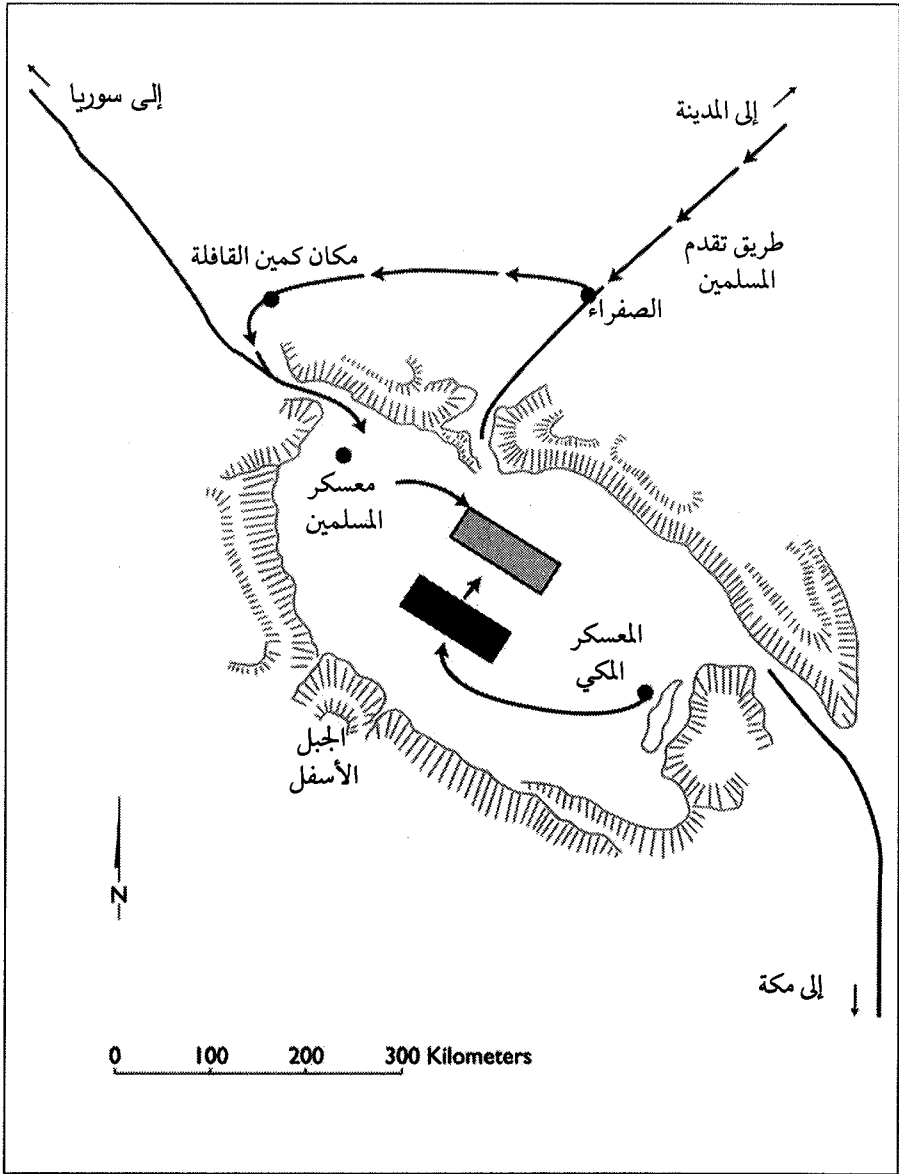 إلى سوريا
إلى المدينة
طريق تقدم
المسلمين
مكان كمين القافلة
الصفراء
معسكر
المسلمين
المعسكر
المكي
الجبل
الأسفل
N
إلى مكة
0 100 200 300 Kilometers